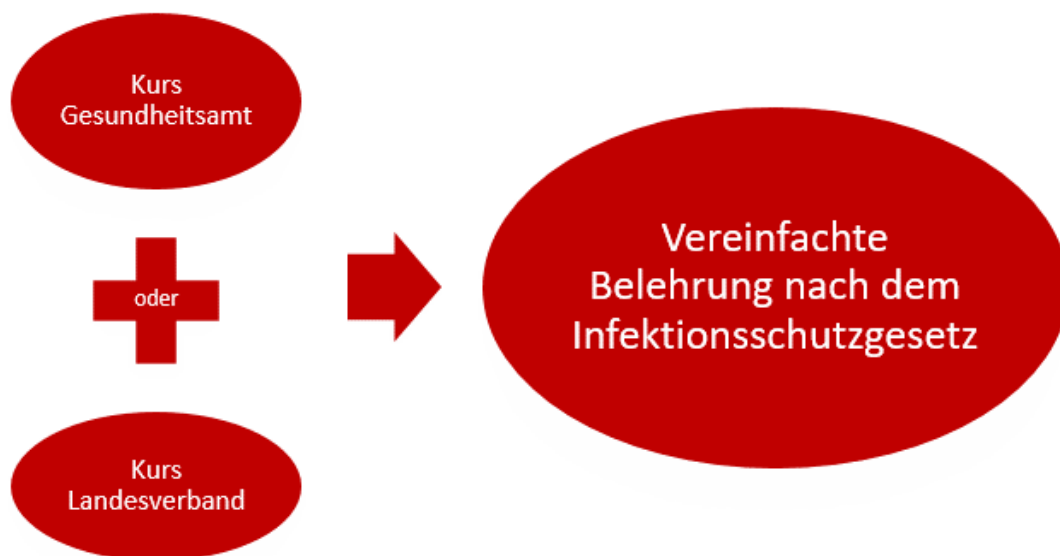 Kurs
Gesundheitsamt
oder
Kurs
Landesverband
Vereinfachte
Belehrung nach dem
Infektionsschutzgesetz